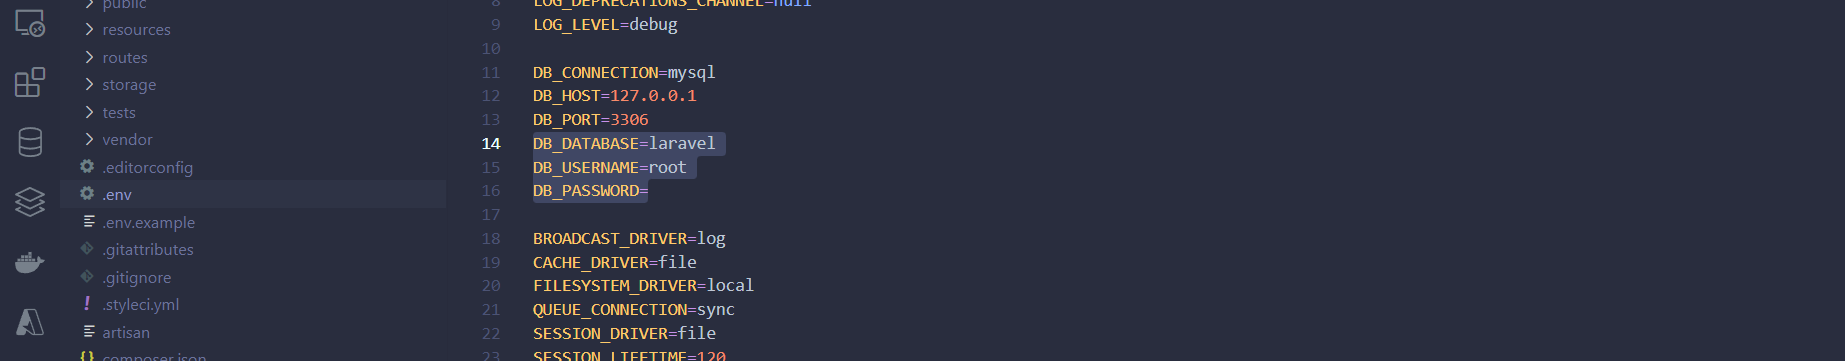 public
resources
routes
storage
tests
vendor
.editorconfig
.env
.env.example
.gitattributes
.gitignore
.styleci.yml
artisan
composer.json
8 LOG_DEPRECATIONS_CHANNEL=null
9 LOG_LEVEL=debug
10
11 DB_CONNECTION=mysql
12 DB_HOST=127.0.0.1
13 DB_PORT=3306
14 DB_DATABASE=laravel
15 DB_USERNAME=root
16 DB_PASSWORD=
17
18 BROADCAST_DRIVER=log
19 CACHE_DRIVER=file
20 FILESYSTEM_DRIVER=local
21 QUEUE_CONNECTION=sync
22 SESSION_DRIVER=file
23 SESSION_LIFETIME=120